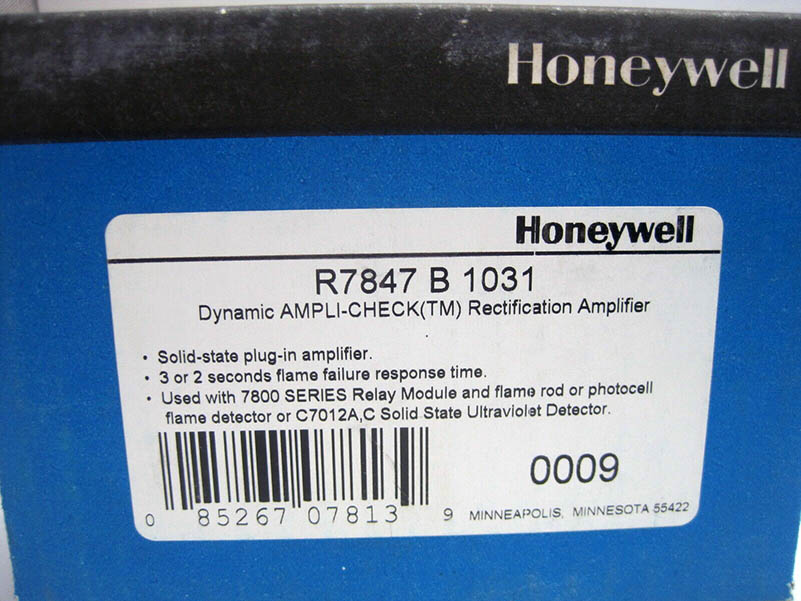 Honeywell
Honeywell
R7847 B 1031
Dynamic AMPLI-CHECK(TM) Rectification Amplifier
• Solid-state plug-in amplifier.
• 3 or 2 seconds flame failure response time.
• Used with 7800 SERIES Relay Module and flame rod or photocell
flame detector or C7012A,C Solid State Ultraviolet Detector.
0009
0 85267 07813 9 MINNEAPOLIS, MINNESOTA 55422